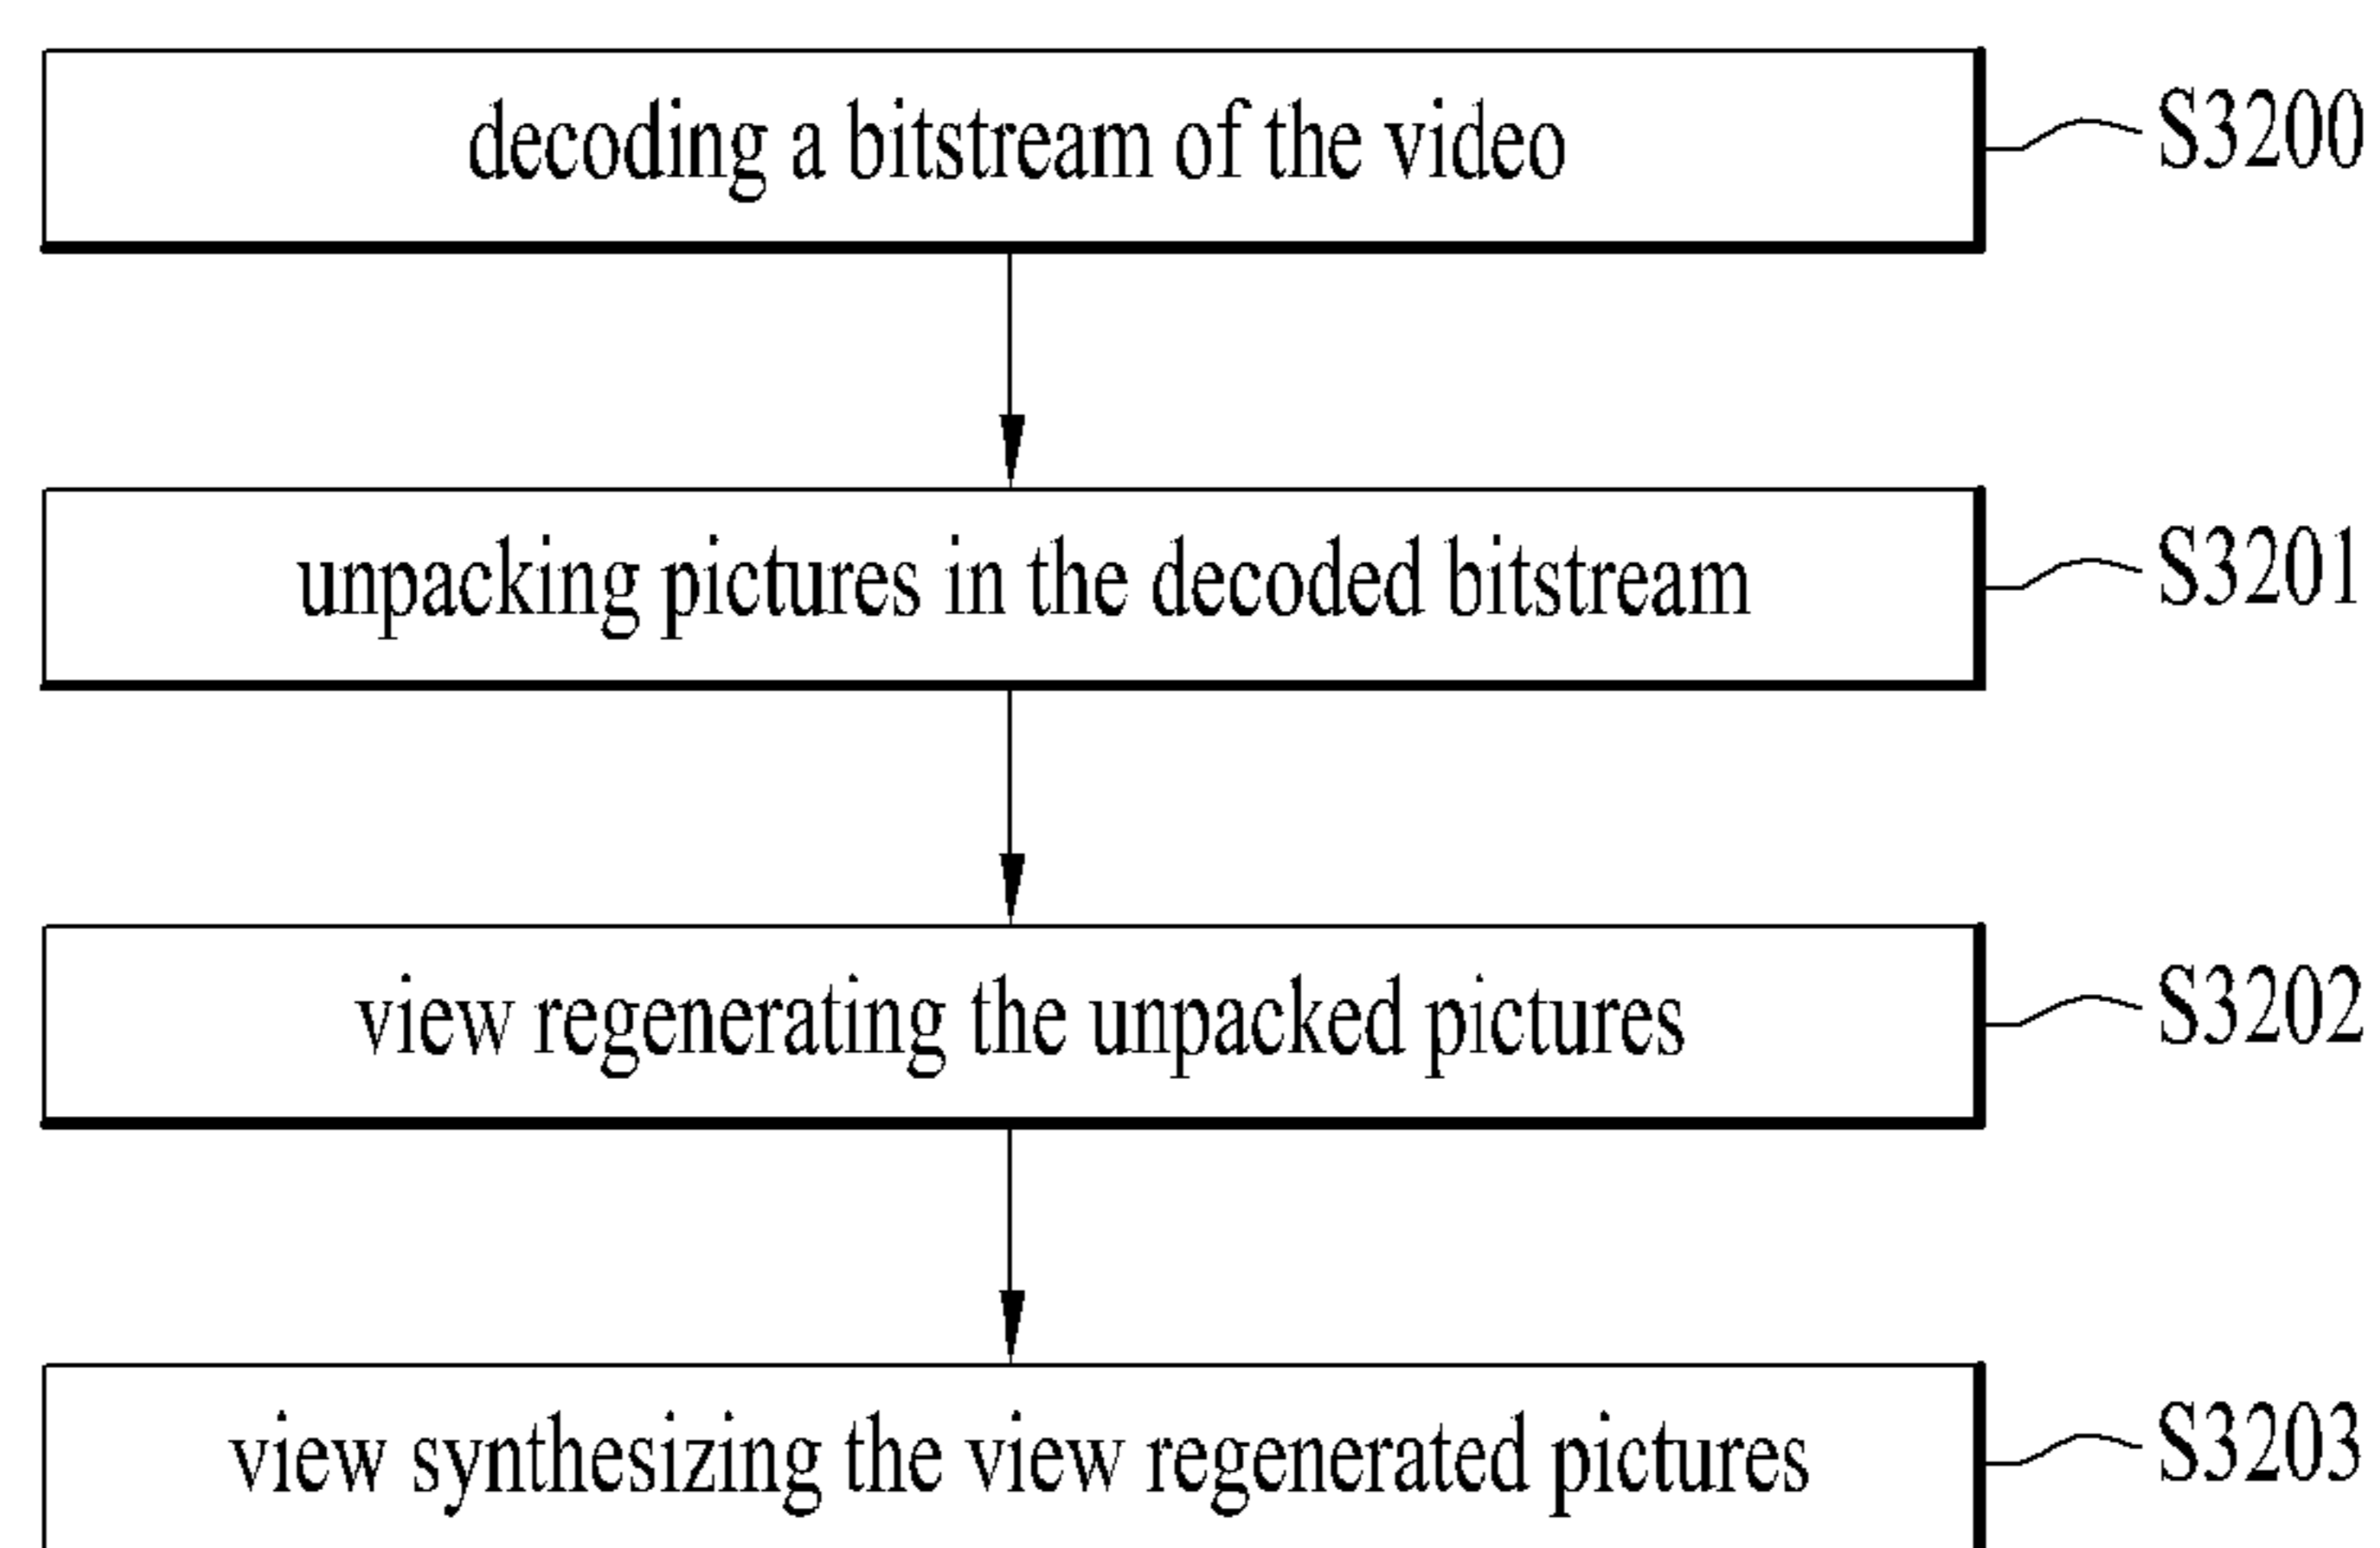 decoding a bitstream of the video S3200
unpacking pictures in the decoded bitstream S3201
view regenerating the unpacked pictures S3202
view synthesizing the view regenerated pictures S3203